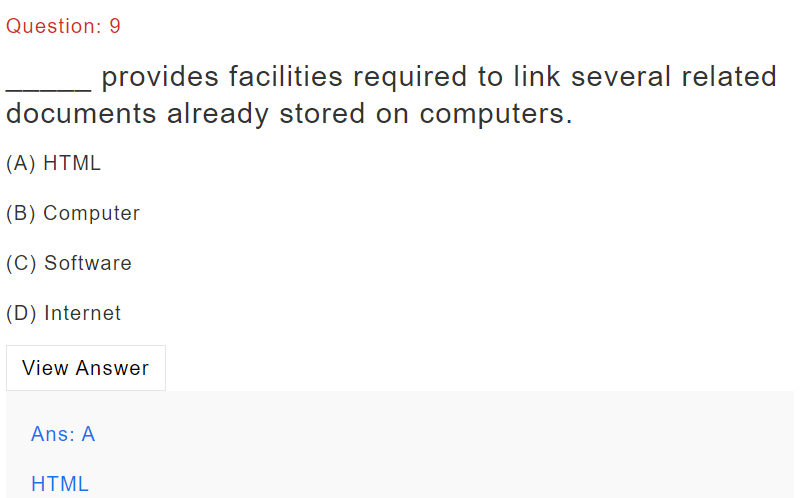 Question: 9
_____ provides facilities required to link several related
documents already stored on computers.
(A) HTML
(B) Computer
(C) Software
(D) Internet
View Answer
Ans: A
HTML